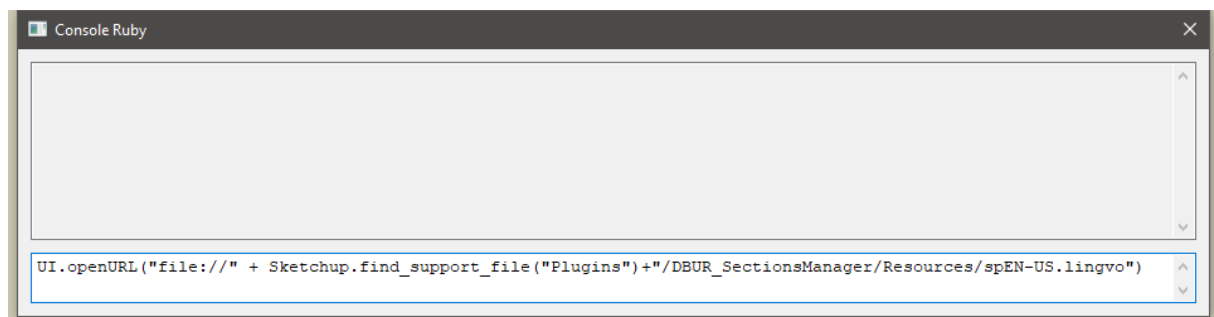 Console Ruby
UI.openURL("file://" + Sketchup.find_support_file("Plugins")+"/DBUR_SectionsManager/Resources/spEN-US.lingvo")